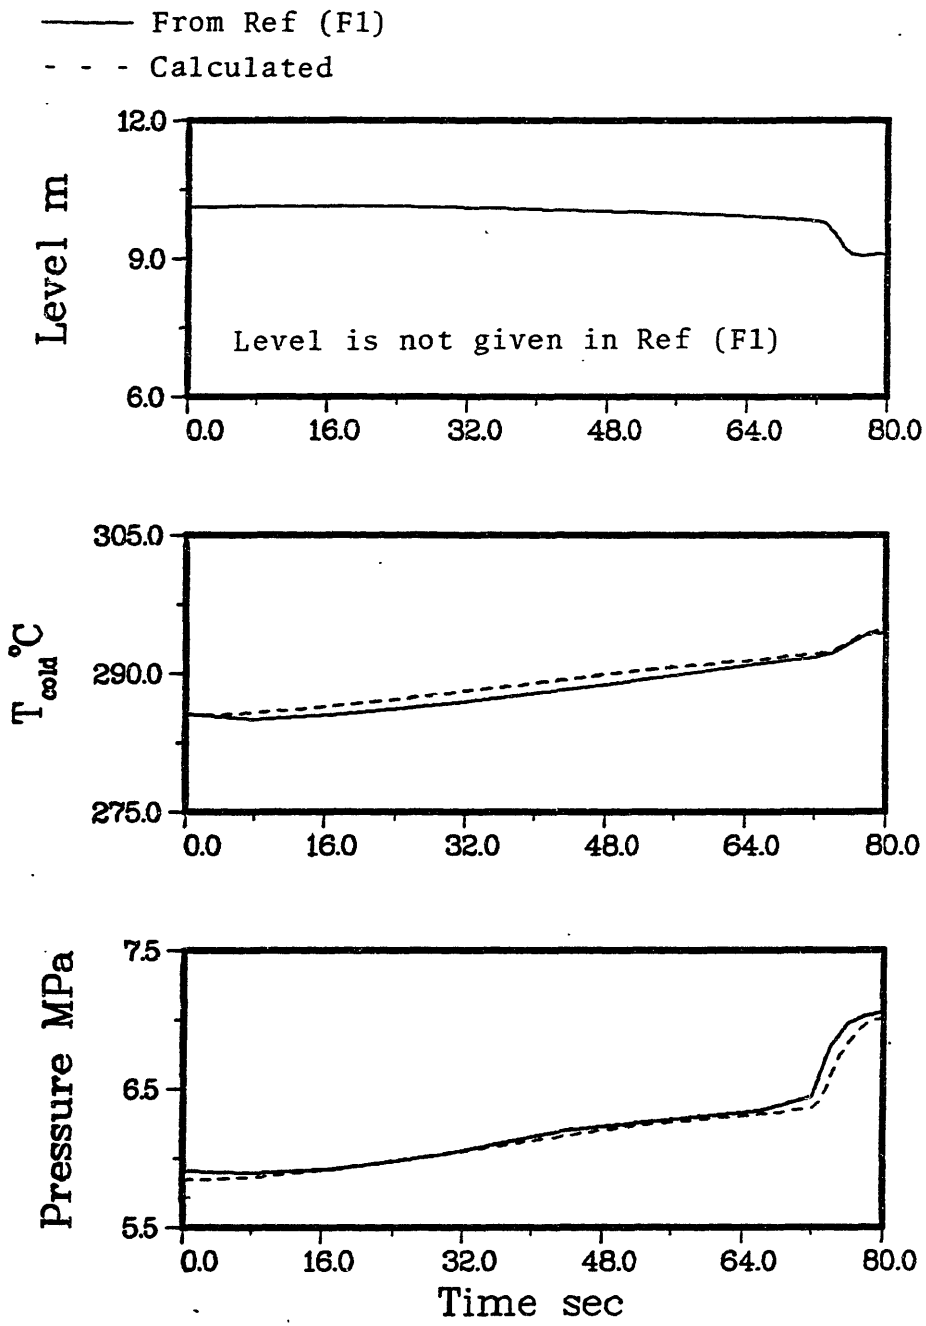 From Ref (F1)
- - - Calculated
12.0
9.0
6.0
Level m
Level is not given in Ref (F1)
0.0 16.0 32.0 48.0 64.0 80.0
305.0
290.0
275.0
T_cold °C
0.0 16.0 32.0 48.0 64.0 80.0
7.5
6.5
5.5
Pressure MPa
0.0 16.0 32.0 48.0 64.0 80.0
Time sec